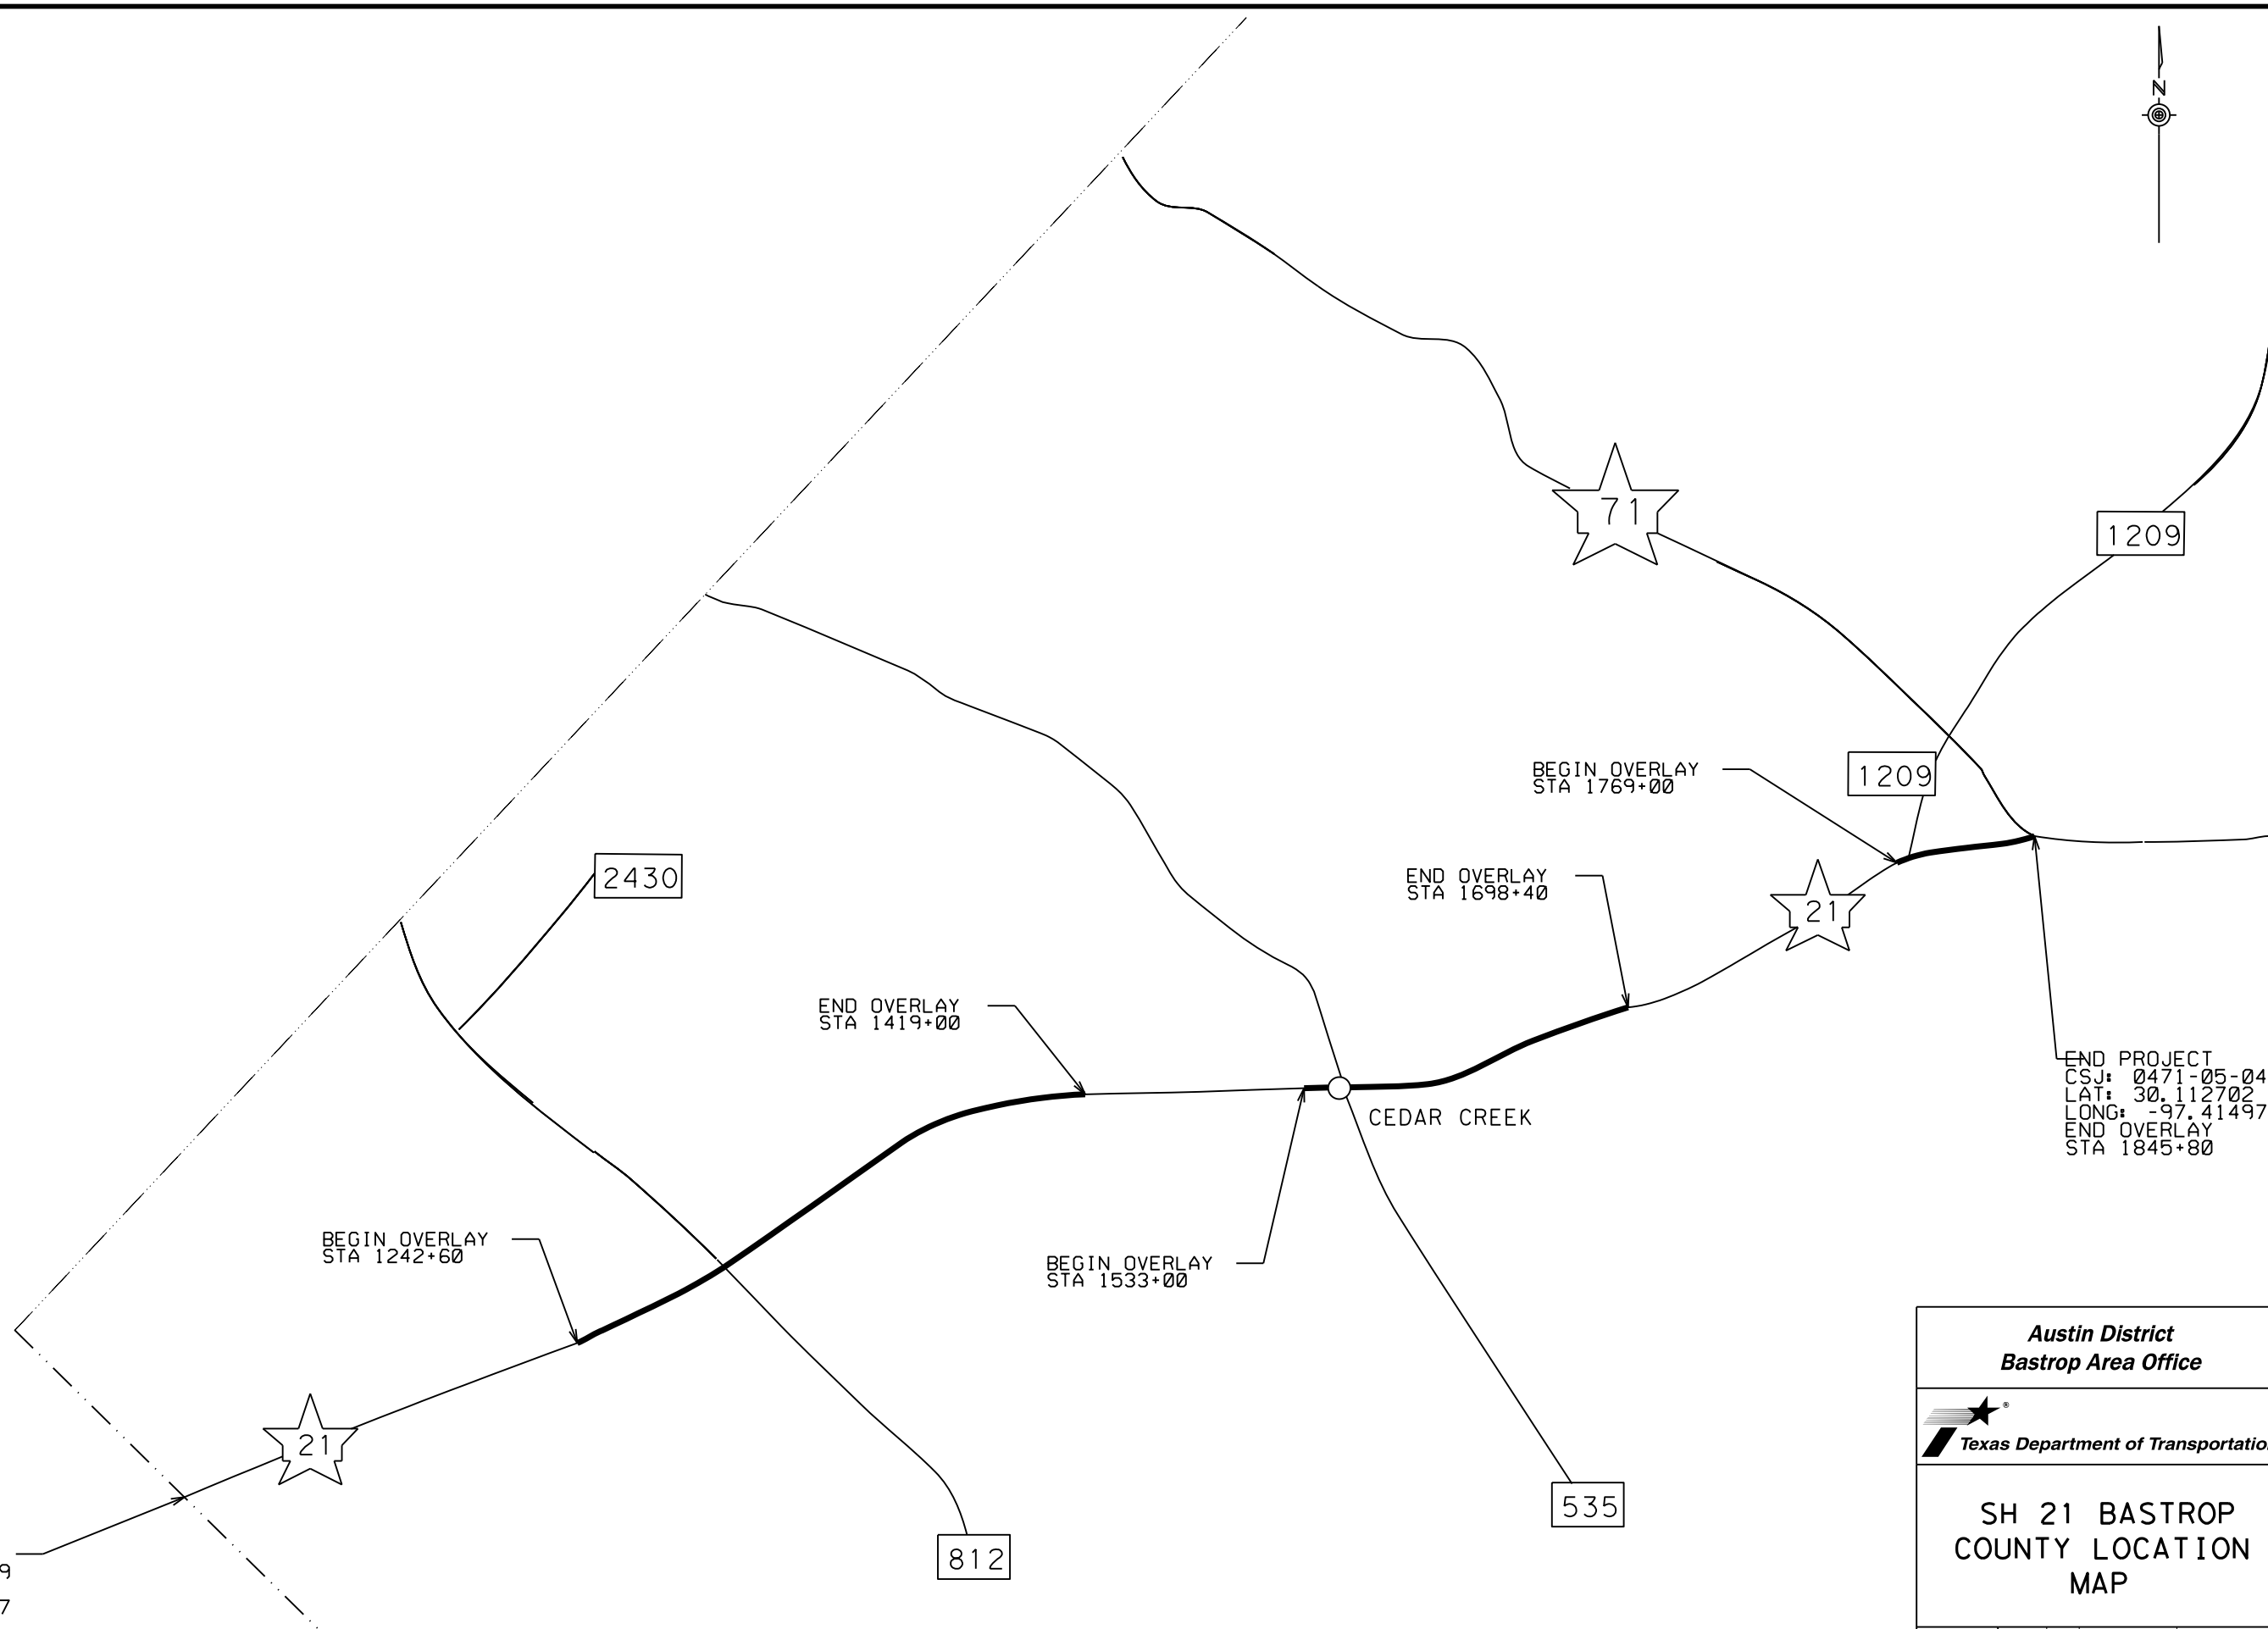 N
71
1209
BEGIN OVERLAY
STA 1769+00
1209
2430
END OVERLAY
STA 1698+40
21
END OVERLAY
STA 1419+00
END PROJECT
CSJ: 0471-05-04
LAT: 30.112702
LONG: -97.41497
END OVERLAY
STA 1845+80
CEDAR CREEK
BEGIN OVERLAY
STA 1242+60
BEGIN OVERLAY
STA 1533+00
21
535
812
9
7
Austin District
Bastrop Area Office
®
Texas Department of Transportation
SH 21 BASTROP
COUNTY LOCATION
MAP